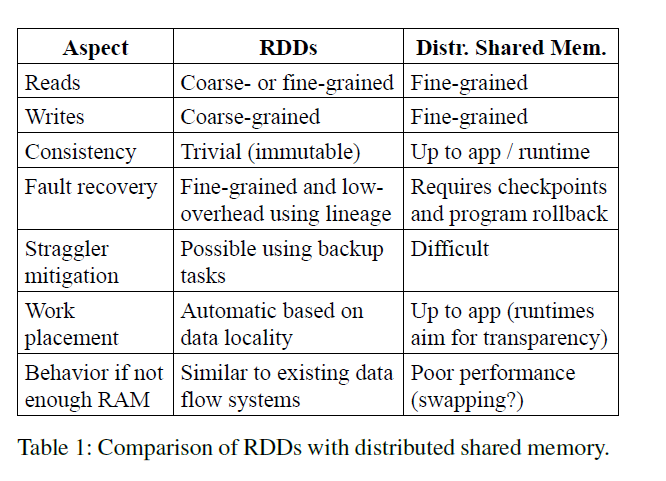 Aspect RDDs Distr. Shared Mem.
Reads Coarse- or fine-grained Fine-grained
Writes Coarse-grained Fine-grained
Consistency Trivial (immutable) Up to app / runtime
Fault recovery Fine-grained and low- Requires checkpoints
overhead using lineage and program rollback
Straggler Possible using backup Difficult
mitigation tasks
Work Automatic based on Up to app (runtimes
placement data locality aim for transparency)
Behavior if not Similar to existing data Poor performance
enough RAM flow systems (swapping?)
Table 1: Comparison of RDDs with distributed shared memory.